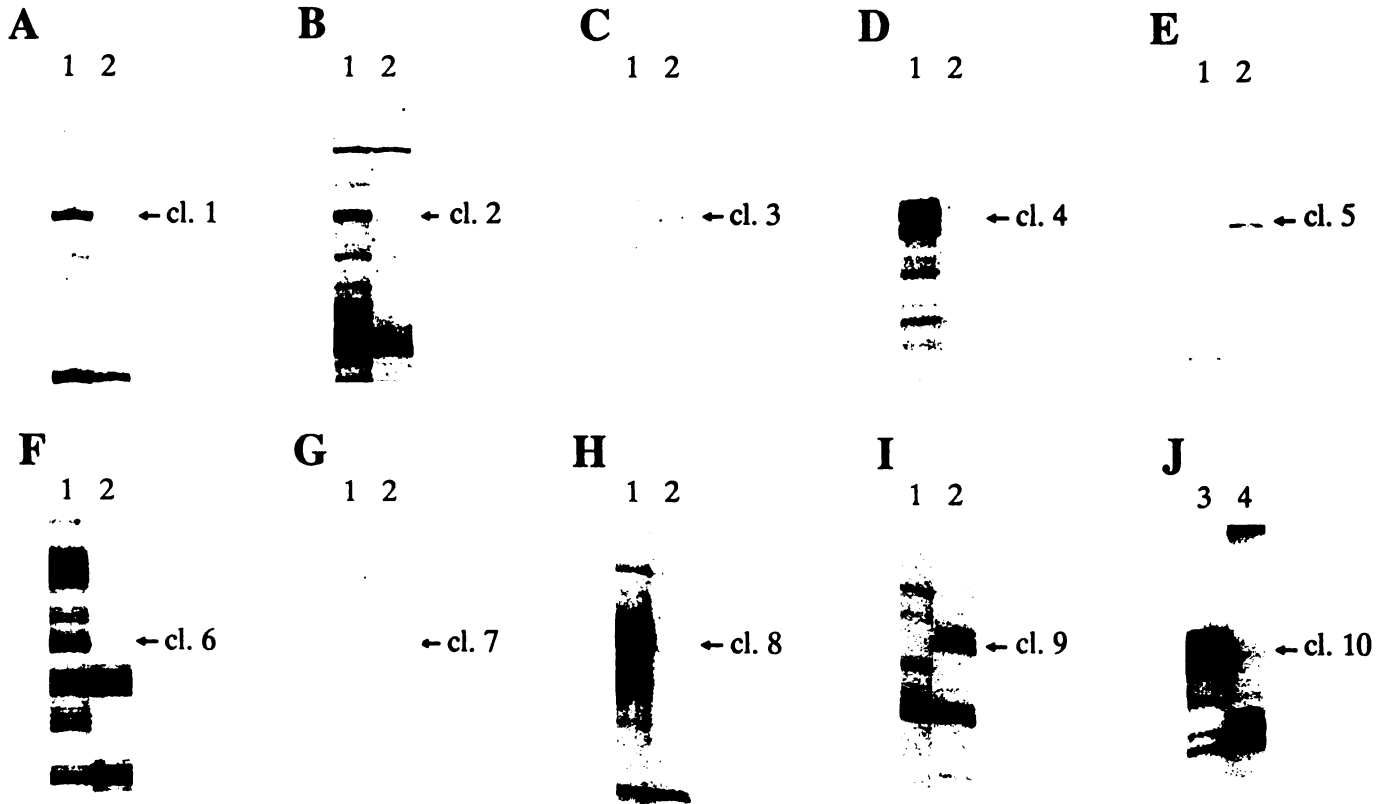 A B C D E
1 2 1 2 1 2 1 2 1 2
←cl. 1 ←cl. 2 ←cl. 3 ←cl. 4 ←cl. 5
F G H I J
1 2 1 2 1 2 1 2 3 4
←cl. 6 ←cl. 7 ←cl. 8 ←cl. 9 ←cl. 10